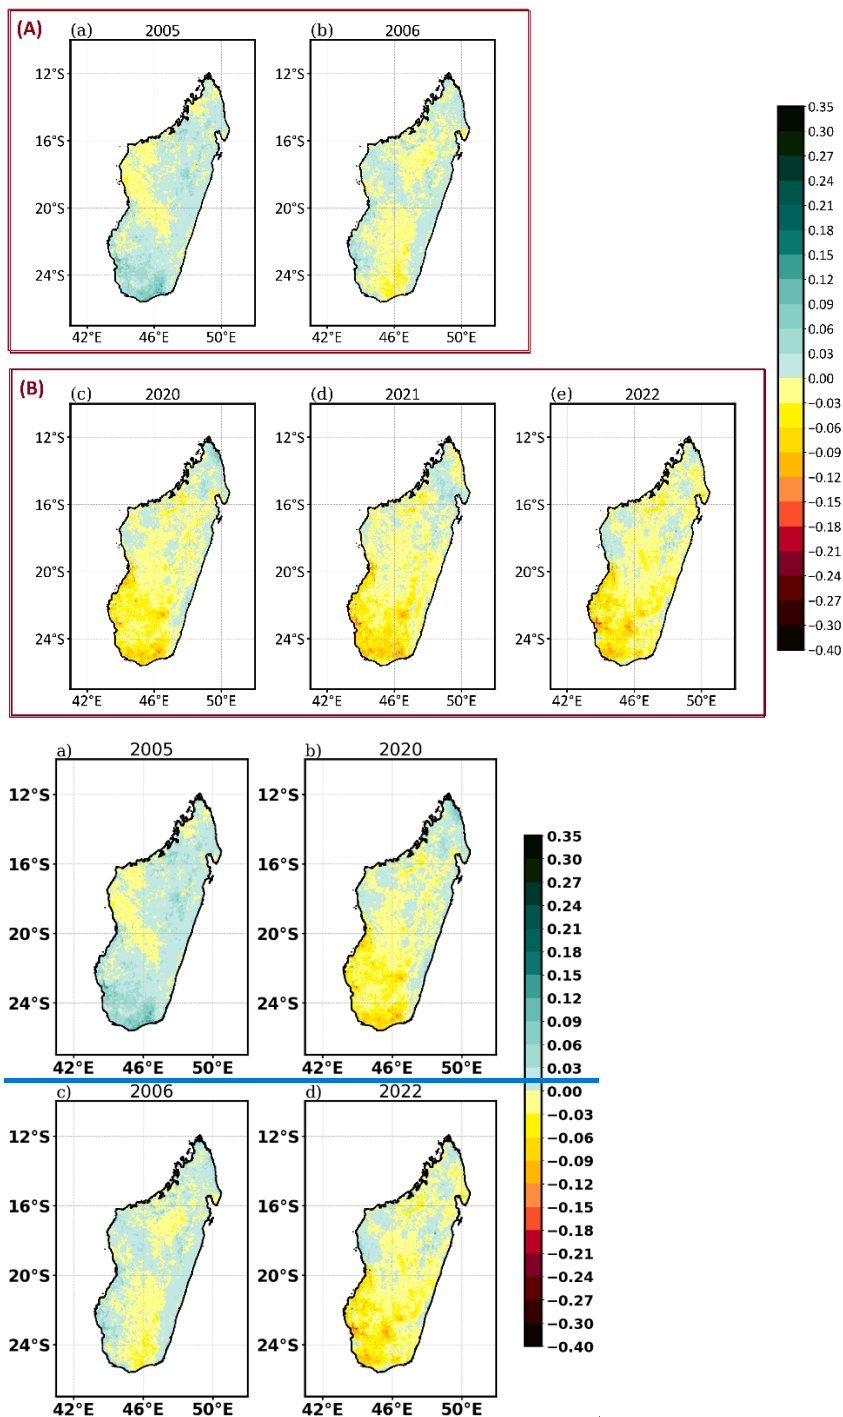 (A)
(a) 2005
(b) 2006
12°S
16°S
20°S
24°S
42°E 46°E 50°E
12°S
16°S
20°S
24°S
42°E 46°E 50°E
(B)
(c) 2020
(d) 2021
(e) 2022
12°S
16°S
20°S
24°S
42°E 46°E 50°E
12°S
16°S
20°S
24°S
42°E 46°E 50°E
12°S
16°S
20°S
24°S
42°E 46°E 50°E
0.35
0.30
0.27
0.24
0.21
0.18
0.15
0.12
0.09
0.06
0.03
0.00
−0.03
−0.06
−0.09
−0.12
−0.15
−0.18
−0.21
−0.24
−0.27
−0.30
−0.40
a) 2005
b) 2020
12°S
16°S
20°S
24°S
42°E 46°E 50°E
12°S
16°S
20°S
24°S
42°E 46°E 50°E
c) 2006
d) 2022
12°S
16°S
20°S
24°S
42°E 46°E 50°E
12°S
16°S
20°S
24°S
42°E 46°E 50°E
0.35
0.30
0.27
0.24
0.21
0.18
0.15
0.12
0.09
0.06
0.03
0.00
−0.03
−0.06
−0.09
−0.12
−0.15
−0.18
−0.21
−0.24
−0.27
−0.30
−0.40